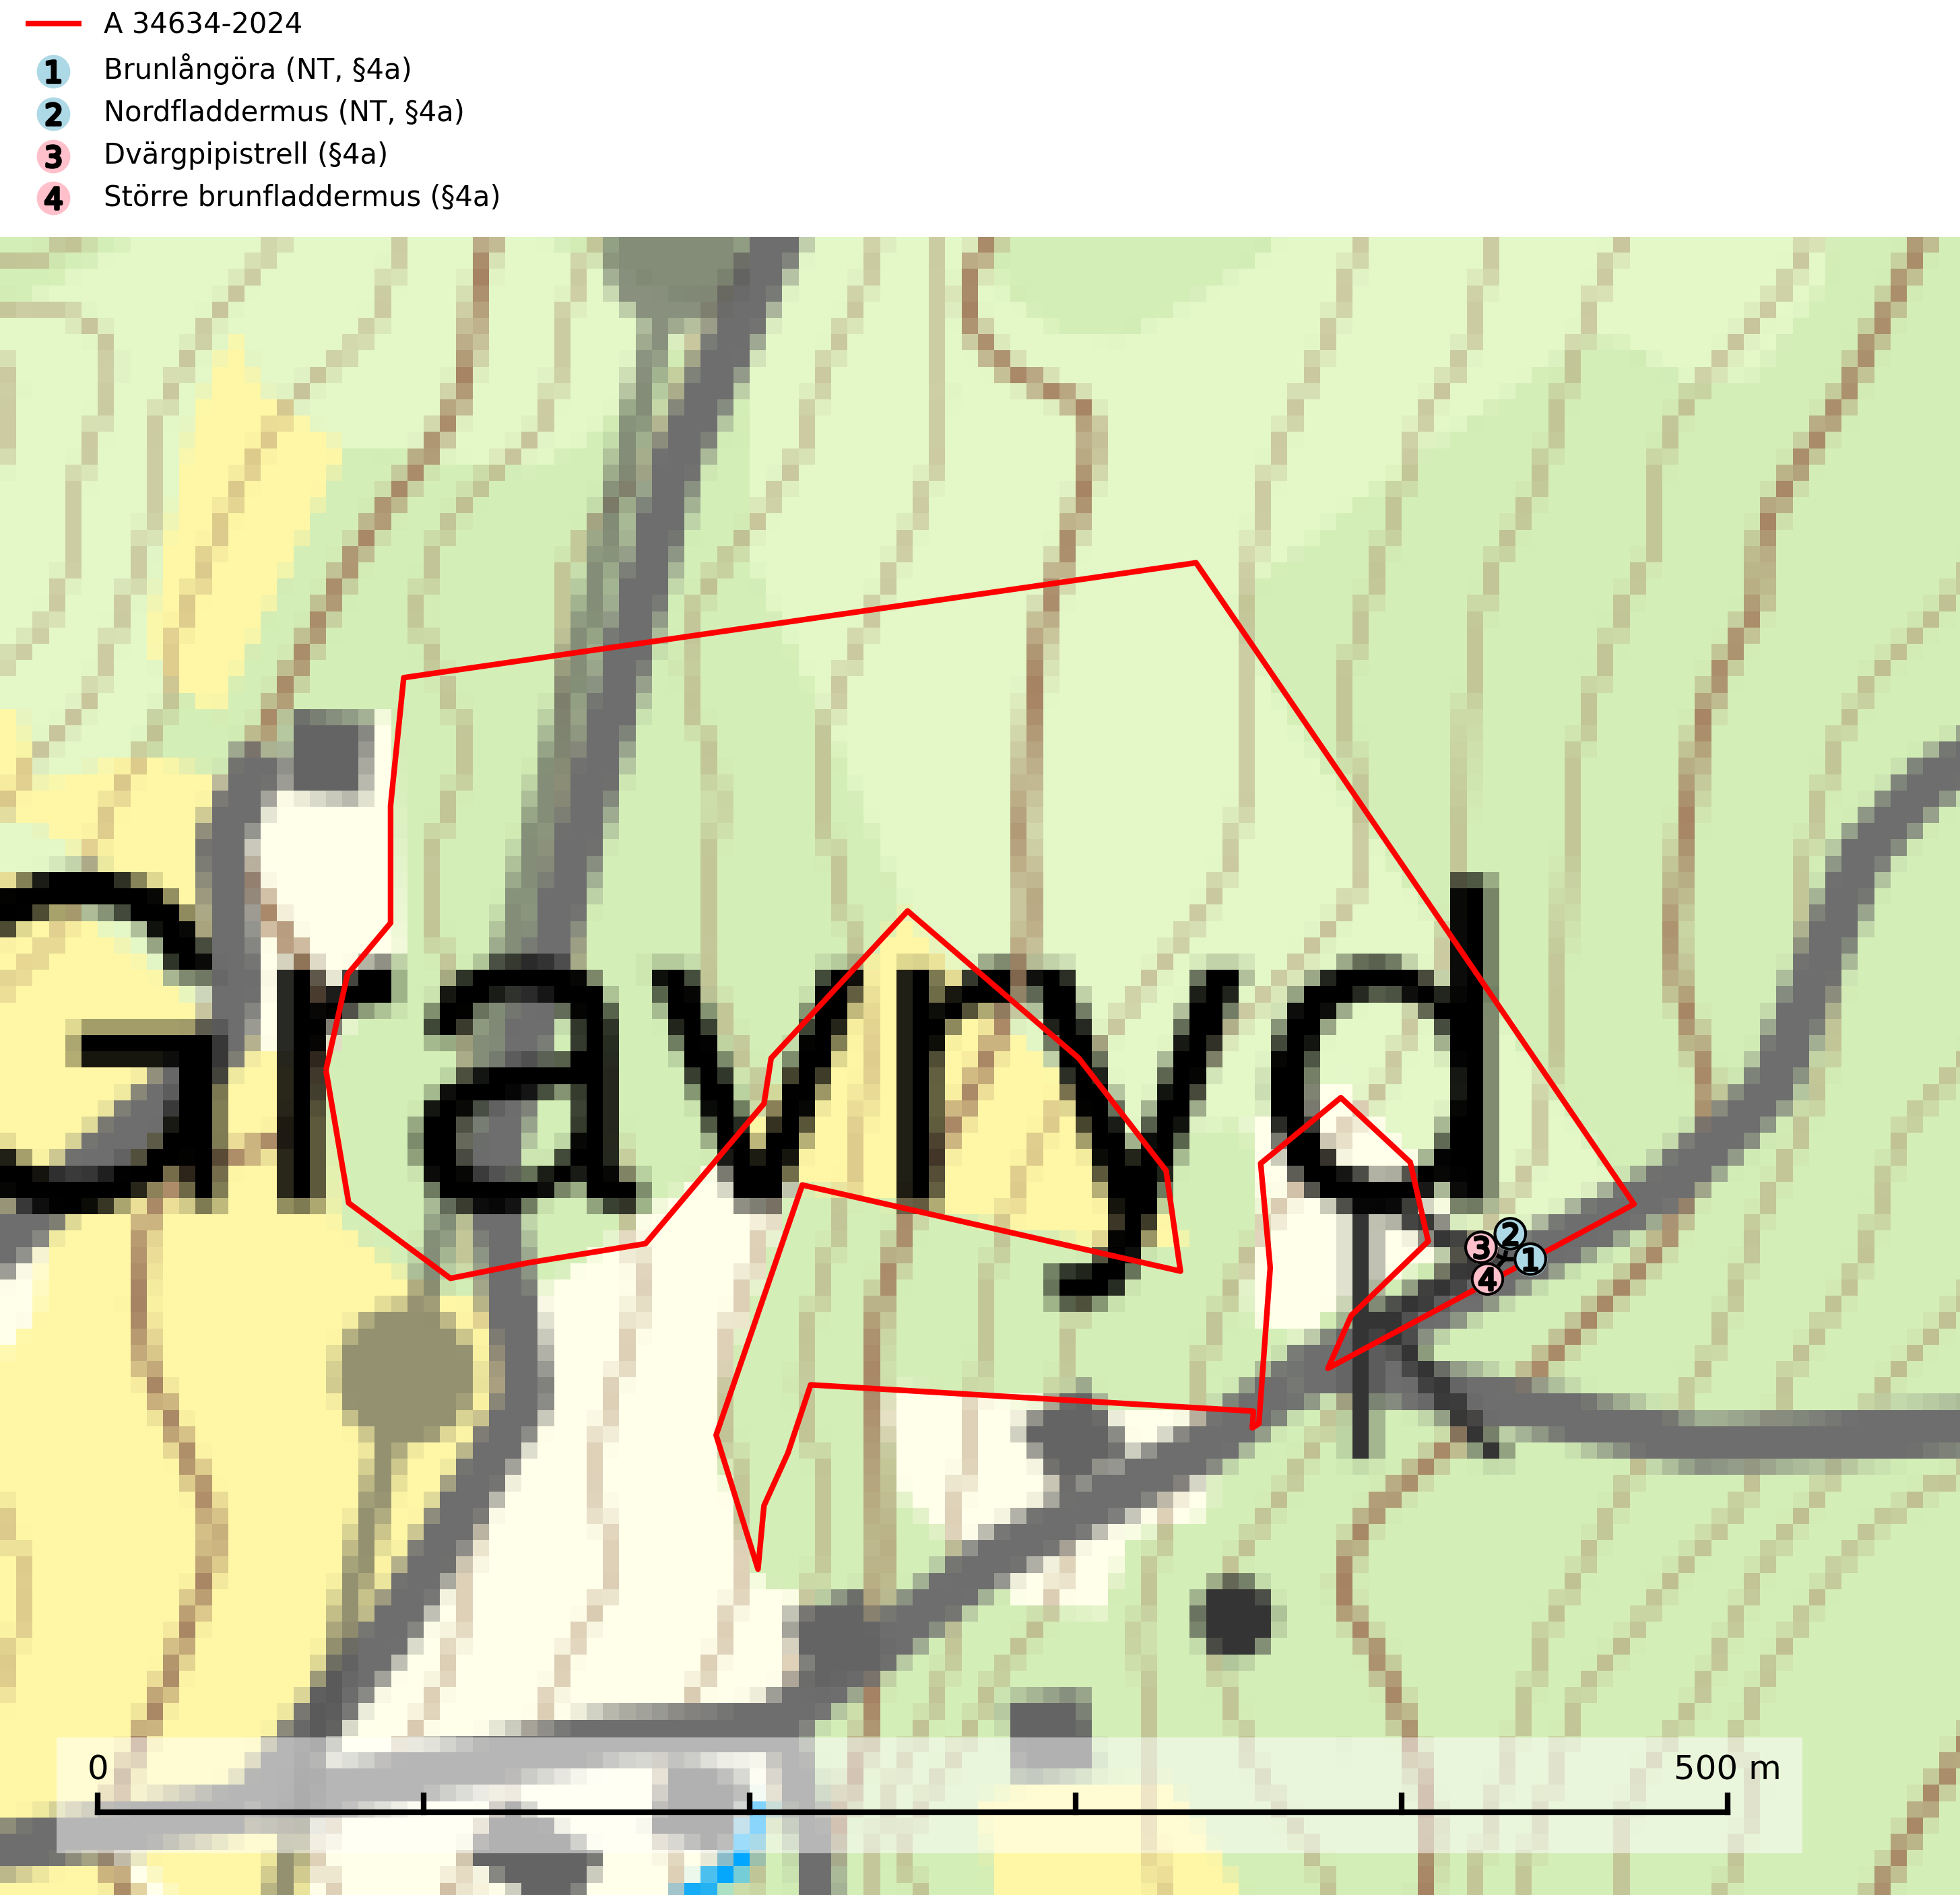 A 34634-2024
1 Brunlångöra (NT, §4a)
2 Nordfladdermus (NT, §4a)
3 Dvärgpipistrell (§4a)
4 Större brunfladdermus (§4a)
Gravryd
2
3
1
4
0 500 m